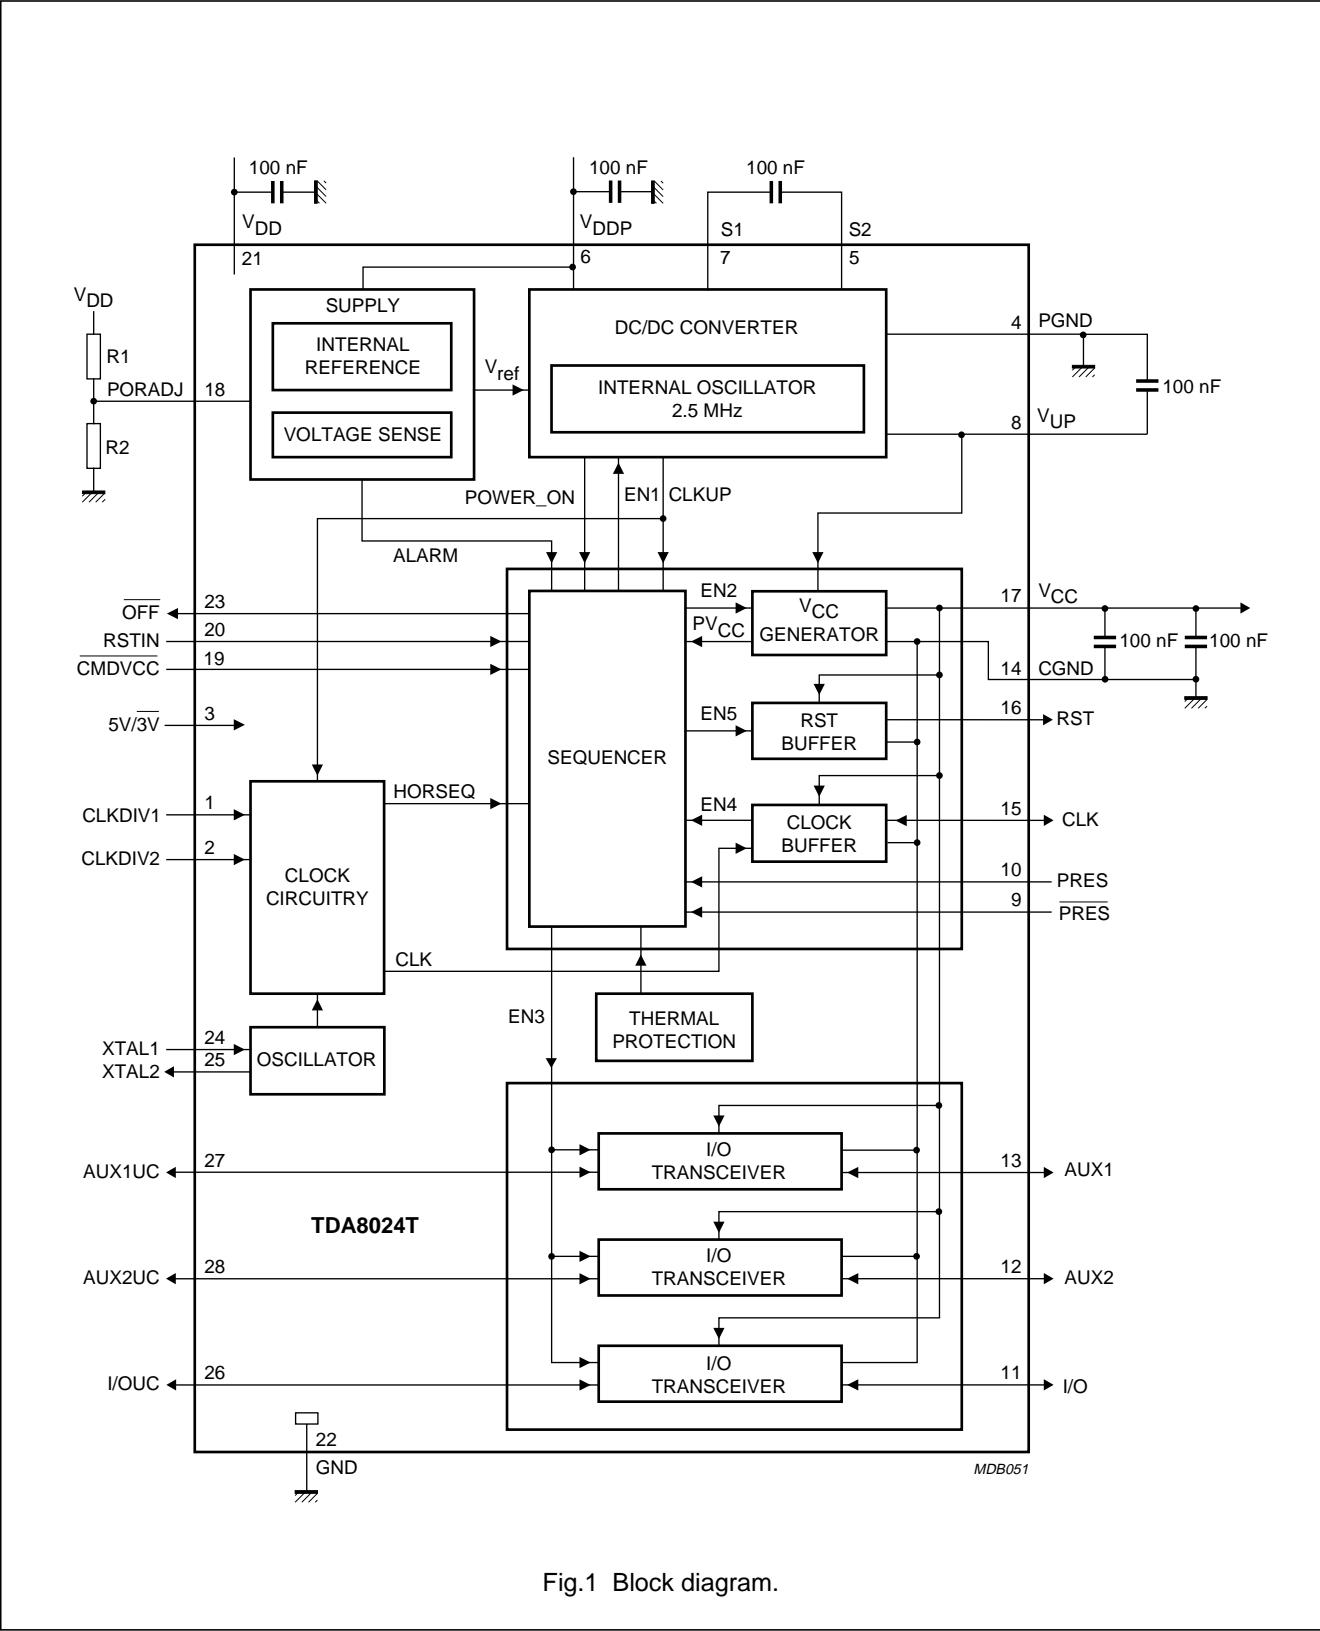 100 nF
100 nF
100 nF
VDD
VDDP
S1
S2
21
6
7
5
VDD
R1
PORADJ
18
R2
SUPPLY
INTERNAL
REFERENCE
VOLTAGE SENSE
Vref
DC/DC CONVERTER
INTERNAL OSCILLATOR
2.5 MHz
4
PGND
100 nF
8
VUP
POWER_ON
EN1
CLKUP
ALARM
OFF
23
RSTIN
20
CMDVCC
19
5V/3V
3
SEQUENCER
EN2
PVCC
VCC
GENERATOR
17
VCC
100 nF
100 nF
14
CGND
EN5
RST
BUFFER
16
RST
EN4
CLOCK
BUFFER
15
CLK
10
PRES
9
PRES
CLKDIV1
1
CLKDIV2
2
HORSEQ
CLOCK
CIRCUITRY
CLK
EN3
THERMAL
PROTECTION
XTAL1
24
XTAL2
25
OSCILLATOR
AUX1UC
27
I/O
TRANSCEIVER
13
AUX1
TDA8024T
AUX2UC
28
I/O
TRANSCEIVER
12
AUX2
I/OUC
26
I/O
TRANSCEIVER
11
I/O
22
GND
MDB051
Fig.1 Block diagram.